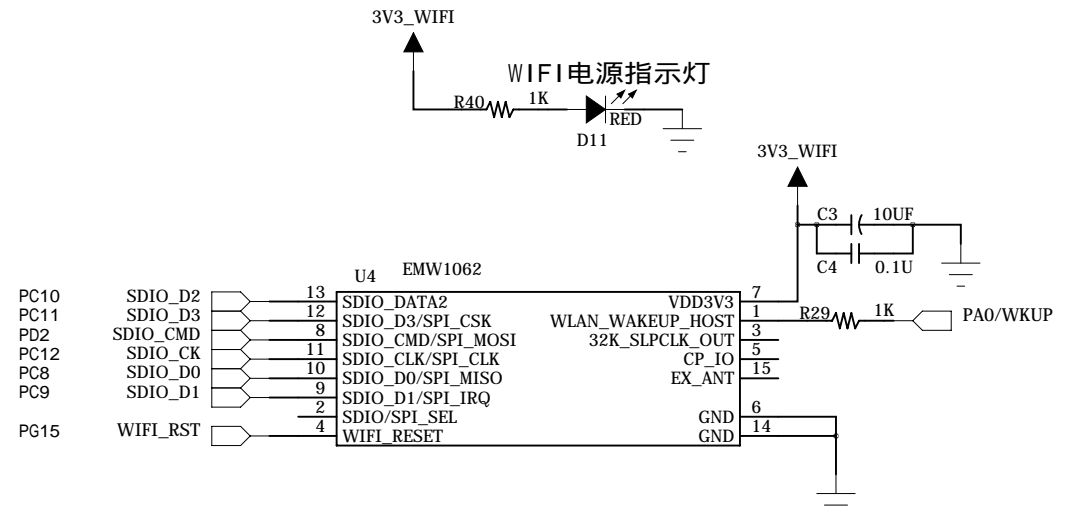 3V3_WIFI
WIFI电源指示灯
R40 1K
RED
D11
3V3_WIFI
C3 10UF
C4 0.1U
U4 EMW1062
PC10 SDIO_D2 13 SDIO_DATA2 VDD3V3 7
PC11 SDIO_D3 12 SDIO_D3/SPI_CSK WLAN_WAKEUP_HOST 1 R29 1K PA0/WKUP
PD2 SDIO_CMD 8 SDIO_CMD/SPI_MOSI 32K_SLPCLK_OUT 3
PC12 SDIO_CK 11 SDIO_CLK/SPI_CLK CP_IO 5
PC8 SDIO_D0 10 SDIO_D0/SPI_MISO EX_ANT 15
PC9 SDIO_D1 9 SDIO_D1/SPI_IRQ
2 SDIO/SPI_SEL GND 6
PG15 WIFI_RST 4 WIFI_RESET GND 14